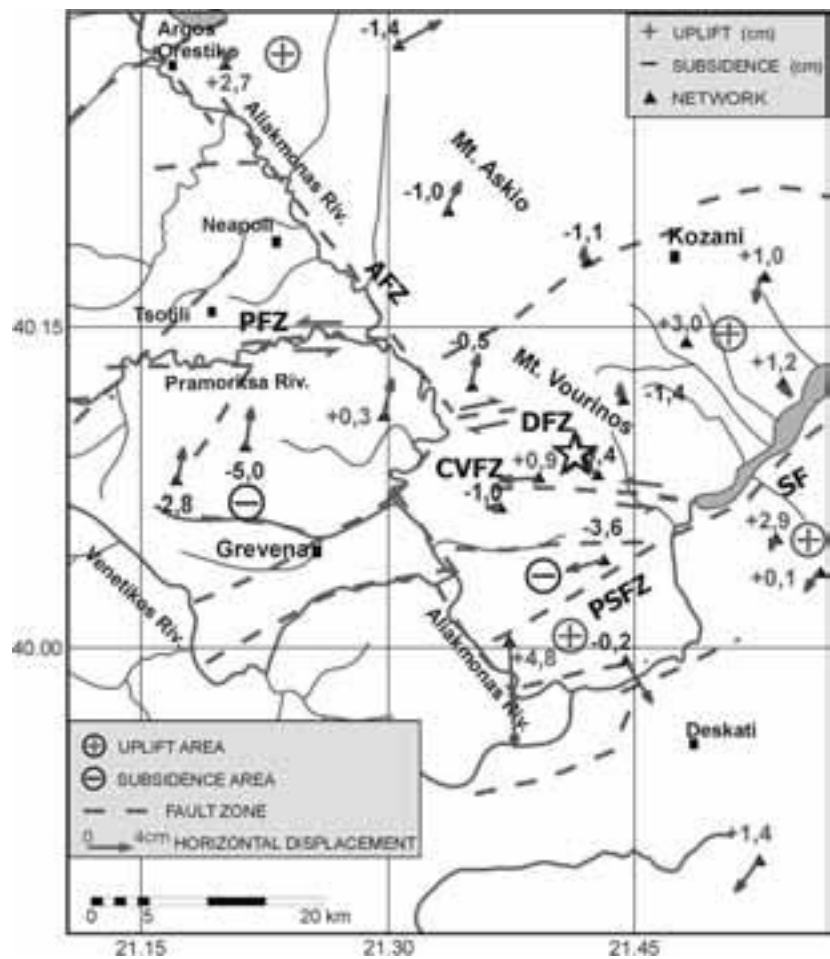 Argos
Orestiko
+2,7
-1,4
+ UPLIFT (cm)
– SUBSIDENCE (cm)
▲ NETWORK
Aliakmonas Riv.
Mt. Askio
-1,0
Neapoli
-1,1
Kozani
+1,0
AFZ
Tsotili
PFZ
40.15
+3,0
-0,5
Mt. Vourinos
+1,2
Pramoriksa Riv.
-1,4
+0,3
DFZ
CVFZ
+0,9
SF
-5,0
-2,8
-1,0
-3,6
+2,9
Grevena
+0,1
Venetikos Riv.
PSFZ
-0,2
40.00
+4,8
Aliakmonas Riv.
Deskati
UPLIFT AREA
SUBSIDENCE AREA
FAULT ZONE
0 4cm HORIZONTAL DISPLACEMENT
+1,4
0 5 20 km
21.15 21.30 21.45